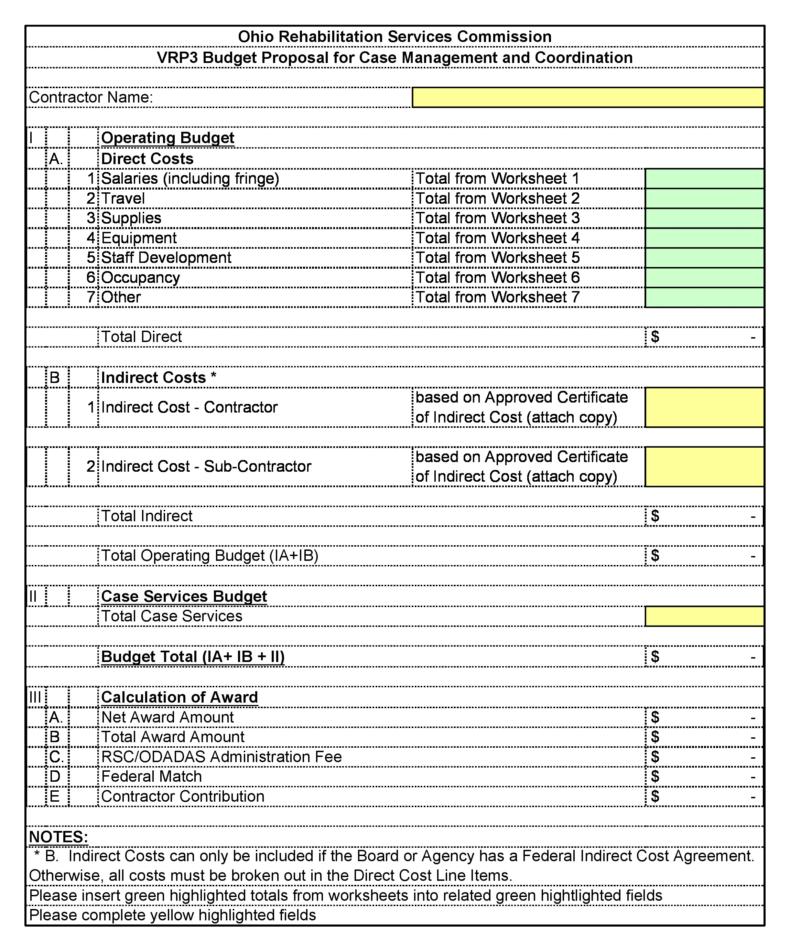 Ohio Rehabilitation Services Commission
VRP3 Budget Proposal for Case Management and Coordination
Contractor Name:
I Operating Budget
A. Direct Costs
1 Salaries (including fringe) Total from Worksheet 1
2 Travel Total from Worksheet 2
3 Supplies Total from Worksheet 3
4 Equipment Total from Worksheet 4
5 Staff Development Total from Worksheet 5
6 Occupancy Total from Worksheet 6
7 Other Total from Worksheet 7
Total Direct $ -
B Indirect Costs *
1 Indirect Cost - Contractor based on Approved Certificate
of Indirect Cost (attach copy)
2 Indirect Cost - Sub-Contractor based on Approved Certificate
of Indirect Cost (attach copy)
Total Indirect $ -
Total Operating Budget (IA+IB) $ -
II Case Services Budget
Total Case Services
Budget Total (IA+ IB + II) $ -
III Calculation of Award
A. Net Award Amount $ -
B Total Award Amount $ -
C. RSC/ODADAS Administration Fee $ -
D Federal Match $ -
E Contractor Contribution $ -
NOTES:
* B. Indirect Costs can only be included if the Board or Agency has a Federal Indirect Cost Agreement.
Otherwise, all costs must be broken out in the Direct Cost Line Items.
Please insert green highlighted totals from worksheets into related green hightlighted fields
Please complete yellow highlighted fields